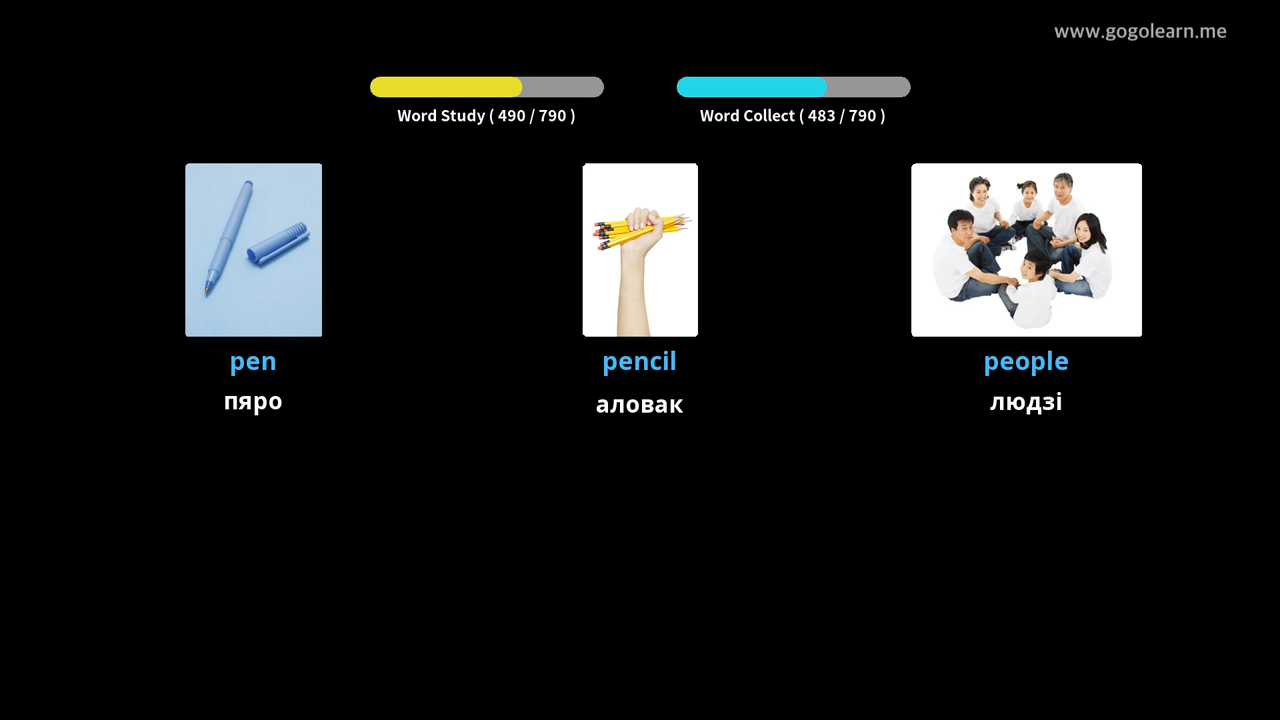 www.gogolearn.me
Word Study ( 490 / 790 )
Word Collect ( 483 / 790 )
pen
пяро
pencil
аловак
people
людзі